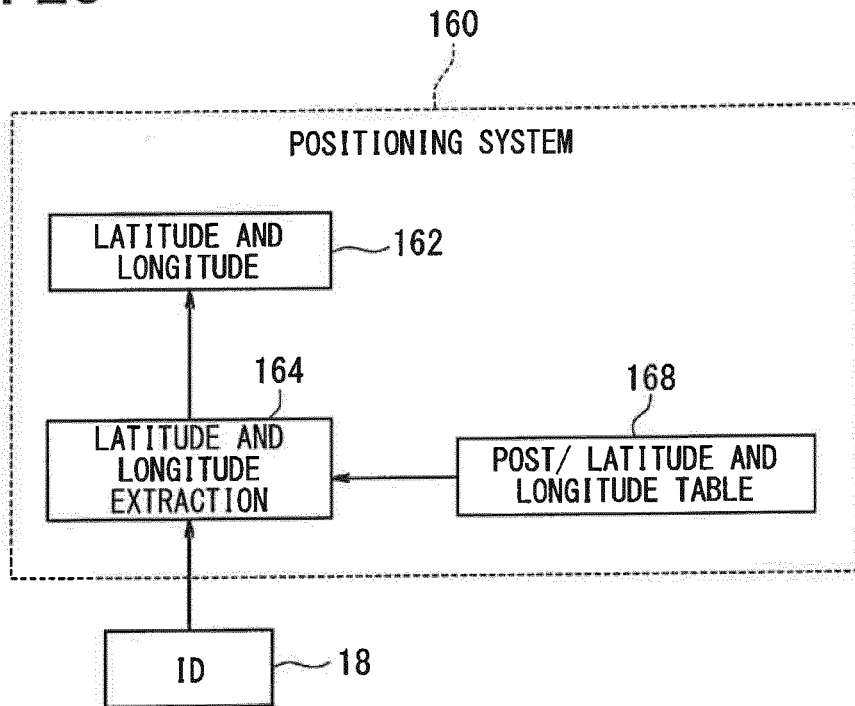 160
POSITIONING SYSTEM
LATITUDE AND
LONGITUDE
162
164
LATITUDE AND
LONGITUDE
EXTRACTION
168
POST/ LATITUDE AND
LONGITUDE TABLE
ID
18